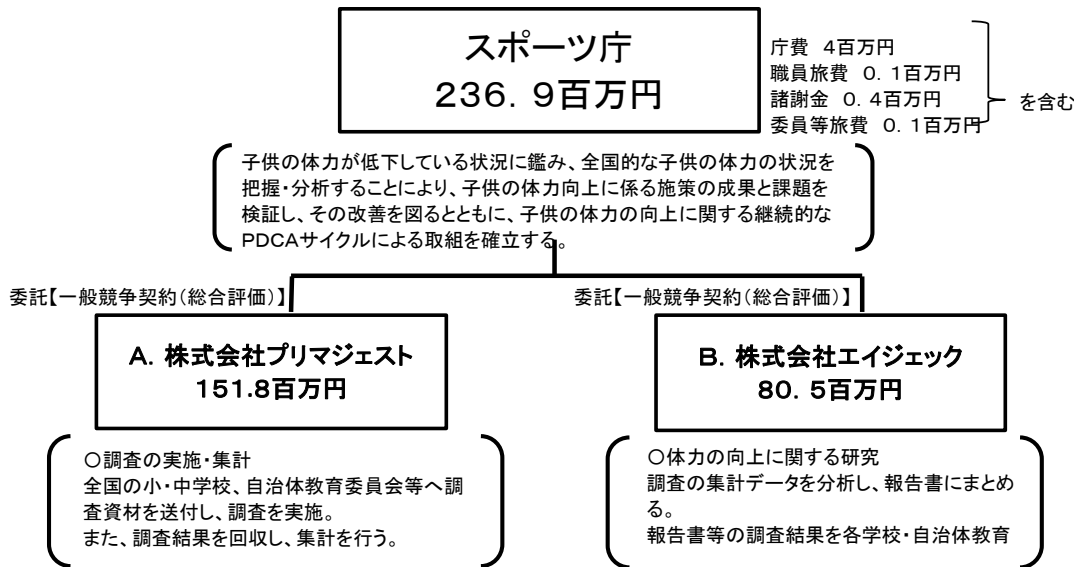 スポーツ庁
236．9百万円
庁費　4百万円
職員旅費　0．1百万円
諸謝金　0．4百万円
委員等旅費　0．1百万円
を含む
子供の体力が低下している状況に鑑み、全国的な子供の体力の状況を
把握・分析することにより、子供の体力向上に係る施策の成果と課題を
検証し、その改善を図るとともに、子供の体力の向上に関する継続的な
PDCAサイクルによる取組を確立する。
委託【一般競争契約（総合評価）】
A．株式会社プリマジェスト
151.8百万円
○調査の実施・集計
全国の小・中学校、自治体教育委員会等へ調
査資材を送付し、調査を実施。
また、調査結果を回収し、集計を行う。
委託【一般競争契約（総合評価）】
B．株式会社エイジェック
80．5百万円
○体力の向上に関する研究
調査の集計データを分析し、報告書にまとめ
る。
報告書等の調査結果を各学校・自治体教育